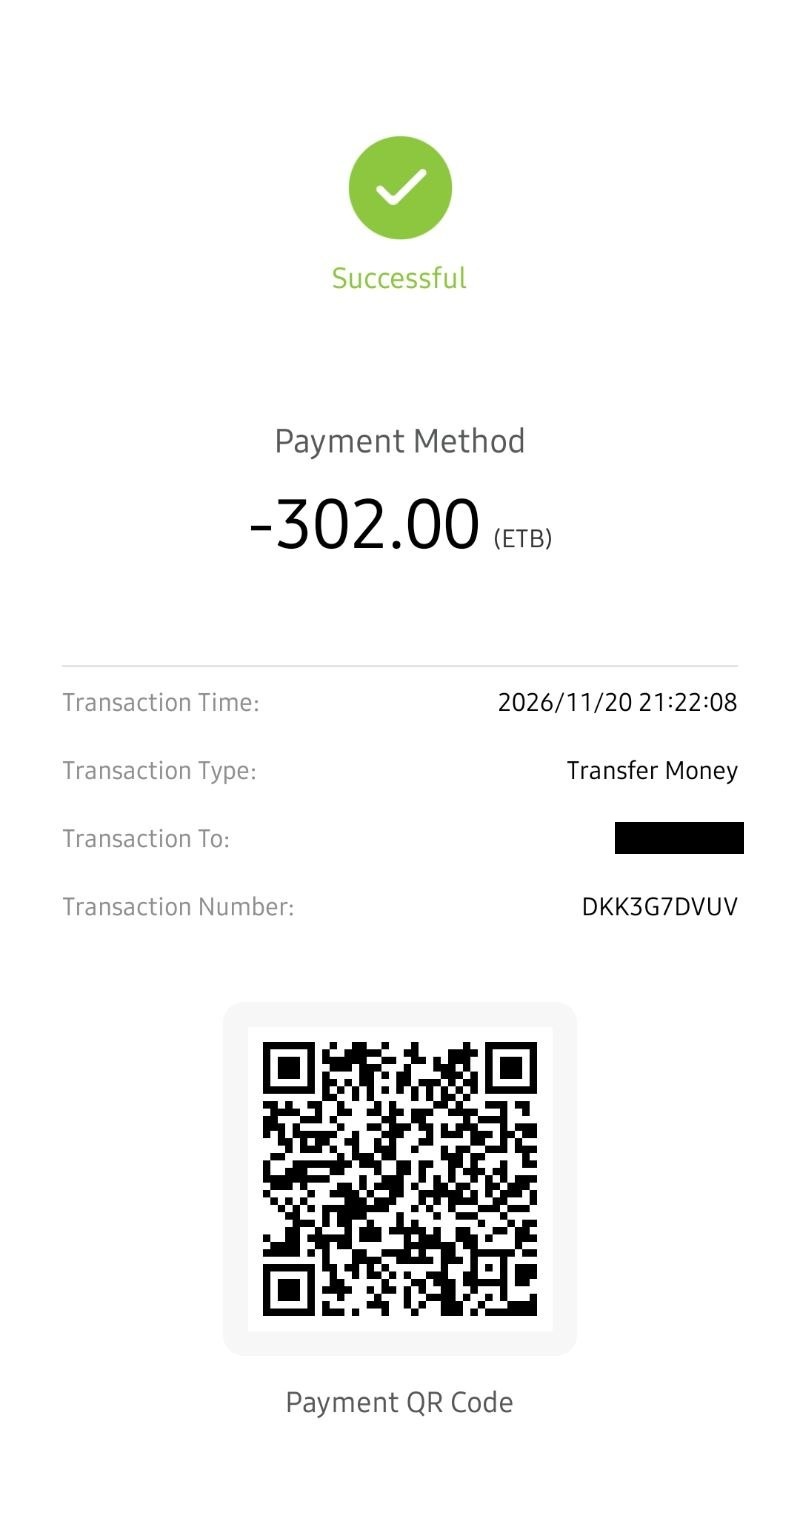 Successful
Payment Method
-302.00 (ETB)
Transaction Time: 2026/11/20 21:22:08
Transaction Type: Transfer Money
Transaction To:
Transaction Number: DKK3G7DVUV
Payment QR Code